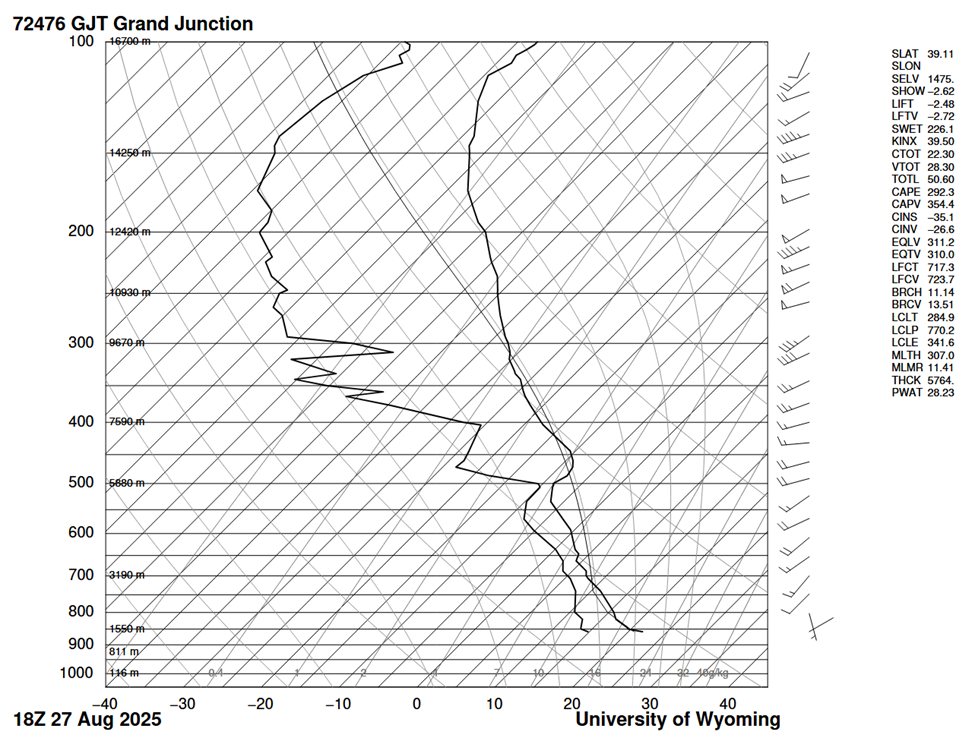 72476 GJT Grand Junction
100
16700 m
14250 m
200
12420 m
10930 m
300
9670 m
400
7590 m
500
5880 m
600
700
3190 m
800
1550 m
900
811 m
1000
116 m
0.4
1
2
4
7
10
16
24
32
40g/kg
−40
−30
−20
−10
0
10
20
30
40
18Z 27 Aug 2025
University of Wyoming
SLAT 39.11
SLON
SELV 1475.
SHOW −2.62
LIFT −2.48
LFTV −2.72
SWET 226.1
KINX 39.50
CTOT 22.30
VTOT 28.30
TOTL 50.60
CAPE 292.3
CAPV 354.4
CINS −35.1
CINV −26.6
EQLV 311.2
EQTV 310.0
LFCT 717.3
LFCV 723.7
BRCH 11.14
BRCV 13.51
LCLT 284.9
LCLP 770.2
LCLE 341.6
MLTH 307.0
MLMR 11.41
THCK 5764.
PWAT 28.23